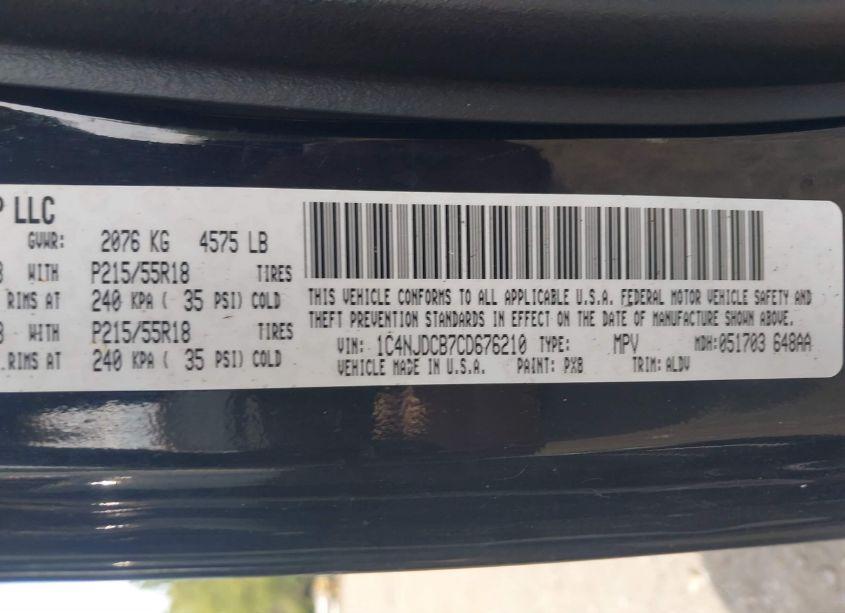 P LLC
GVWR: 2076 KG 4575 LB
WITH P215/55R18 TIRES
RIMS AT 240 KPA ( 35 PSI) COLD
WITH P215/55R18 TIRES
RIMS AT 240 KPA ( 35 PSI) COLD
THIS VEHICLE CONFORMS TO ALL APPLICABLE U.S.A. FEDERAL MOTOR VEHICLE SAFETY AND
THEFT PREVENTION STANDARDS IN EFFECT ON THE DATE OF MANUFACTURE SHOWN ABOVE.
VIN: 1C4NJDCB7CD676210 TYPE: MPV MDH: 051703 648AA
VEHICLE MADE IN U.S.A. PAINT: PX8 TRIM: ALDV